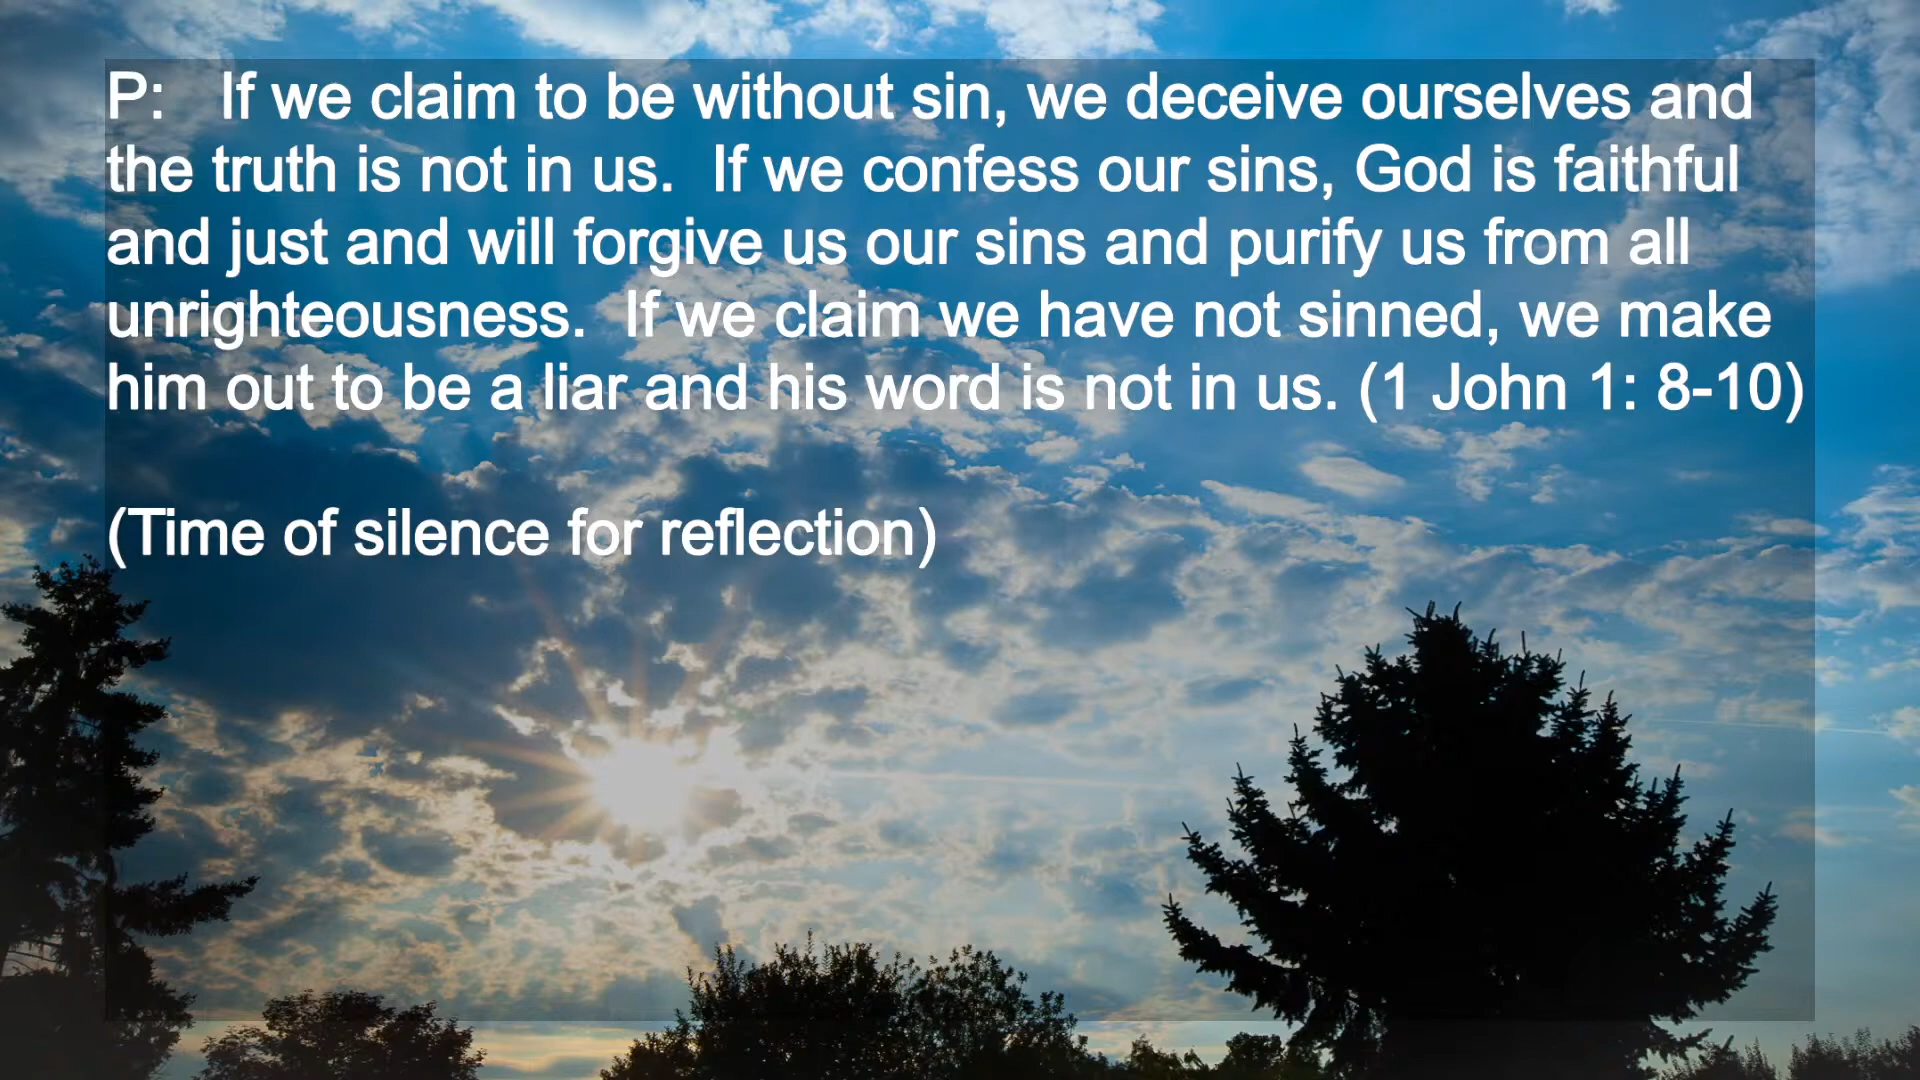 P:   If we claim to be without sin, we deceive ourselves and
the truth is not in us.  If we confess our sins, God is faithful
and just and will forgive us our sins and purify us from all
unrighteousness.  If we claim we have not sinned, we make
him out to be a liar and his word is not in us. (1 John 1: 8-10)
(Time of silence for reflection)